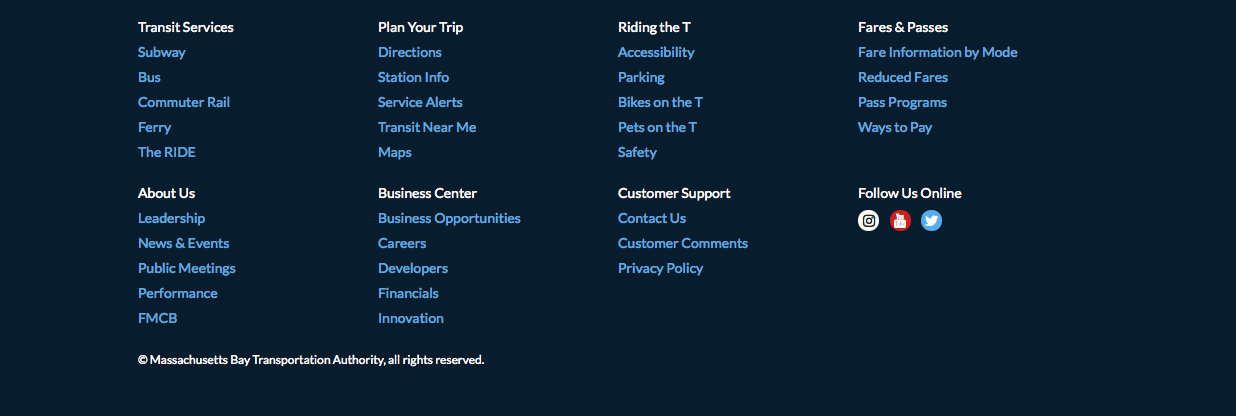 Transit Services
Subway
Bus
Commuter Rail
Ferry
The RIDE
Plan Your Trip
Directions
Station Info
Service Alerts
Transit Near Me
Maps
Riding the T
Accessibility
Parking
Bikes on the T
Pets on the T
Safety
Fares & Passes
Fare Information by Mode
Reduced Fares
Pass Programs
Ways to Pay
About Us
Leadership
News & Events
Public Meetings
Performance
FMCB
Business Center
Business Opportunities
Careers
Developers
Financials
Innovation
Customer Support
Contact Us
Customer Comments
Privacy Policy
Follow Us Online
© Massachusetts Bay Transportation Authority, all rights reserved.